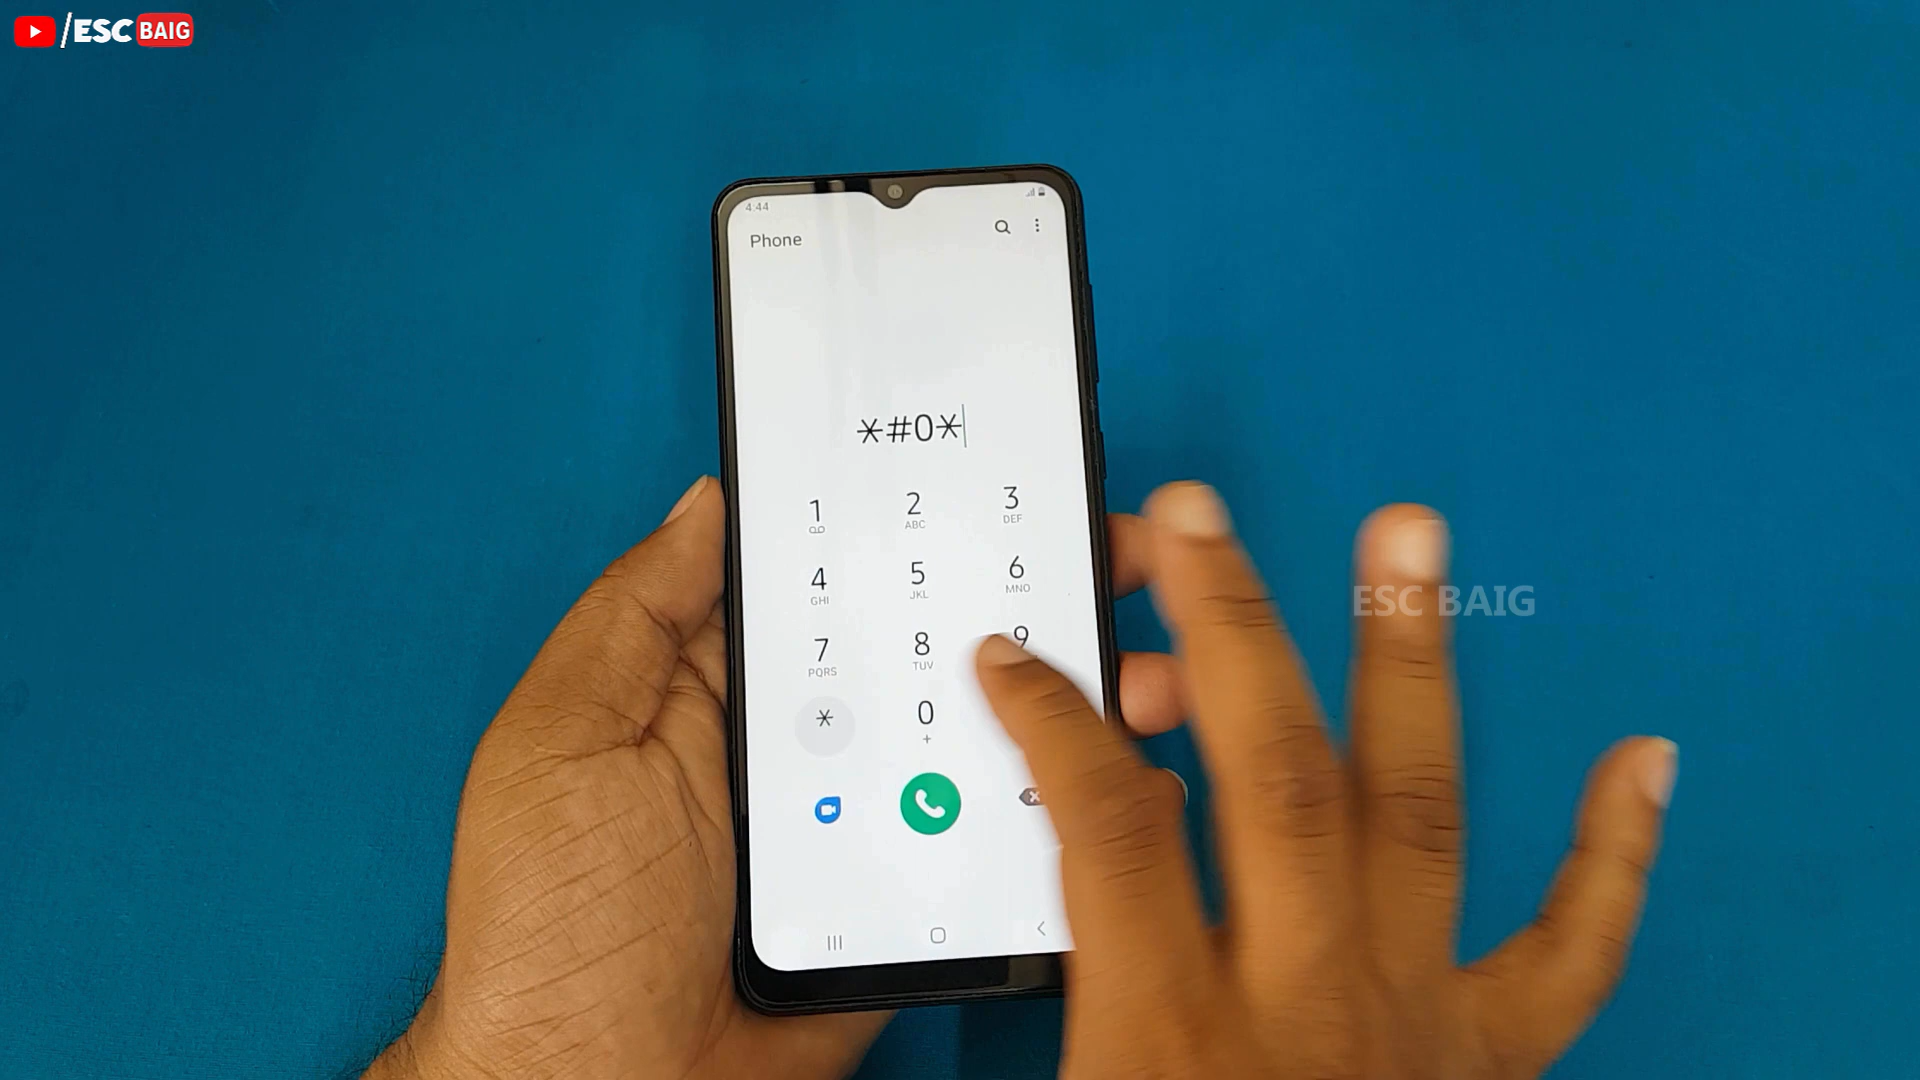 /ESC BAIG
4:44
Phone
*#0*
1 2 3
ABC DEF
4 5 6
GHI JKL MNO
7 8 9
PQRS TUV
* 0
+
ESC BAIG